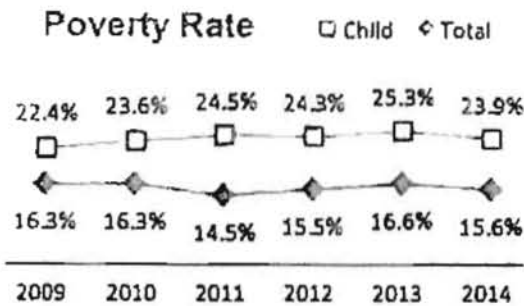 Poverty Rate
Child Total
22.4% 23.6% 24.5% 24.3% 25.3% 23.9%
16.3% 16.3% 14.5% 15.5% 16.6% 15.6%
2009 2010 2011 2012 2013 2014